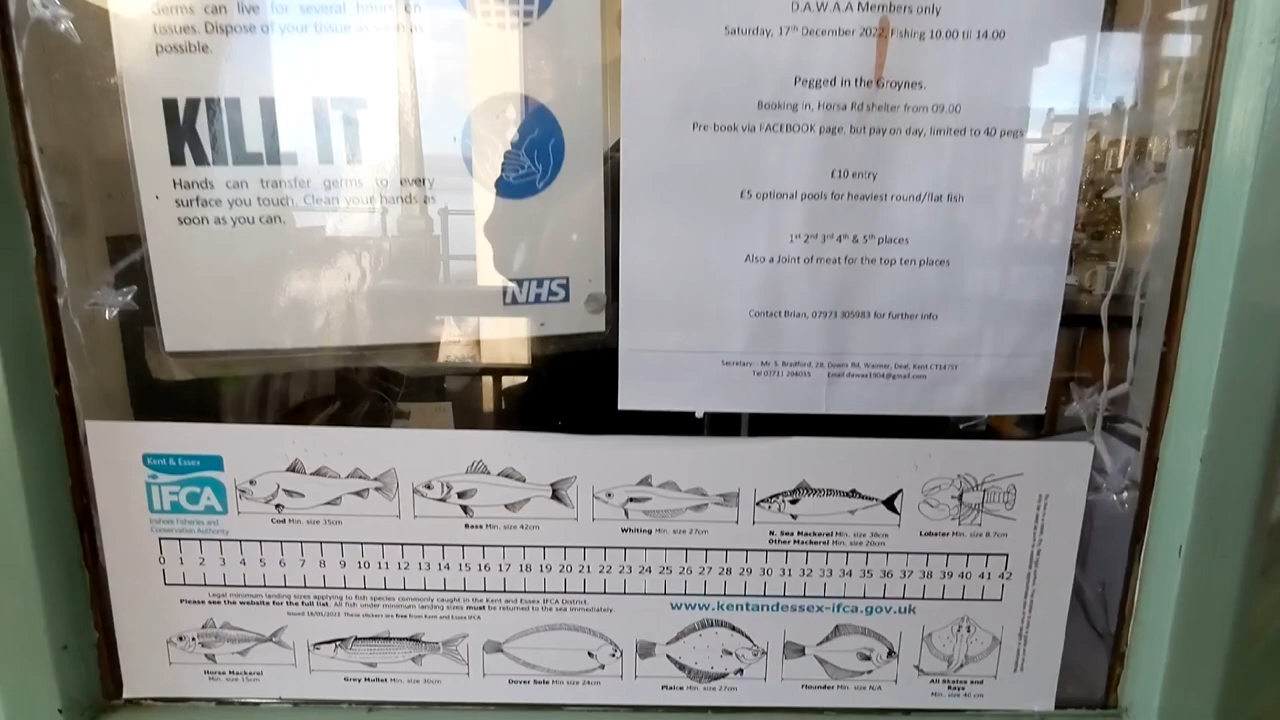 Germs can live for several hours on
tissues. Dispose of your tissue as soon as
possible.
KILL IT
Hands can transfer germs to every
surface you touch. Clean your hands as
soon as you can.
NHS
D.A.W.A.A Members only
Saturday, 17th December 2022, Fishing 10.00 til 14.00
Pegged in the Groynes.
Booking in, Horsa Rd shelter from 09.00
Pre-book via FACEBOOK page, but pay on day, limited to 40 pegs
£10 entry
£5 optional pools for heaviest round/flat fish
1st 2nd 3rd 4th & 5th places
Also a Joint of meat for the top ten places
Contact Brian, 07973 305983 for further info
Secretary: Mr S. Bradford, 28, Downs Rd, Walmer, Deal, Kent CT14 7SY
Tel 07711 204035 Email dawaa1904@gmail.com
Kent & Essex
IFCA
Inshore Fisheries and
Conservation Authority
Cod Min. size 35cm
Bass Min. size 42cm
Whiting Min. size 27cm
N. Sea Mackerel Min. size 30cm
Other Mackerel Min. size 20cm
Lobster Min. size 8.7cm
0 1 2 3 4 5 6 7 8 9 10 11 12 13 14 15 16 17 18 19 20 21 22 23 24 25 26 27 28 29 30 31 32 33 34 35 36 37 38 39 40 41 42
Legal minimum landing sizes applying to fish species commonly caught in the Kent and Essex IFCA District.
Please see the website for the full list. All fish under minimum landing sizes must be returned to the sea immediately.
Issued 18/01/2022 These stickers are free from Kent and Essex IFCA
www.kentandessex-ifca.gov.uk
Horse Mackerel
Min. size 15cm
Grey Mullet Min. size 30cm
Dover Sole Min size 24cm
Plaice Min. size 27cm
Flounder Min. size N/A
All Skates and
Rays
Min. size 40 cm